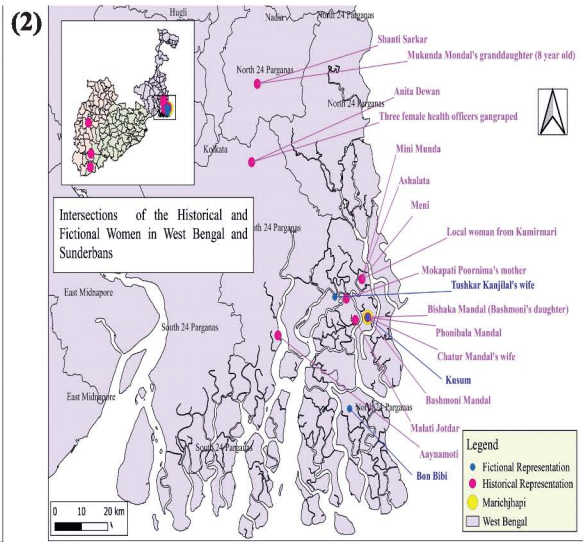 (2)
Hugli
Nadia
North 24 Parganas
Shanti Sarkar
Mukunda Mondal's granddaughter (8 year old)
North 24 Parganas
Anita Dewan
North 24 Parganas
Three female health officers gangraped
Kolkata
Mini Munda
Ashalata
Meni
Intersections of the Historical and
Fictional Women in West Bengal and
Sunderbans
24 Parganas
Local woman from Kumirmari
Mokapati Poornima's mother
Tushkar Kanjilal's wife
East Midnapore
Bishaka Mandal (Bashmoni's daughter)
South 24 Parganas
Phonibala Mandal
Chatur Mandal's wife
Kusum
East Midnapore
Bashmoni Mandal
North 24 Parganas
Malati Jotdar
South 24 Parganas
Aaynamoti
Bon Bibi
Legend
Fictional Representation
Historical Representation
Marichjhapi
West Bengal
0 10 20 km